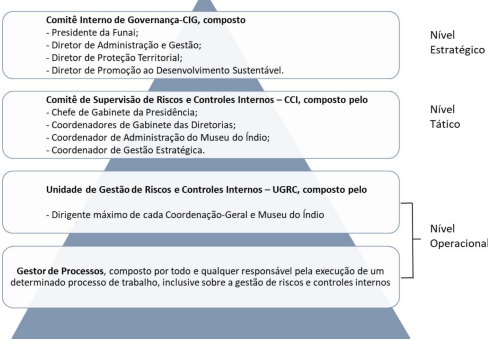 Comitê Interno de Governança-CIG, composto
- Presidente da Funai;
- Diretor de Administração e Gestão;
- Diretor de Proteção Territorial;
- Diretor de Promoção ao Desenvolvimento Sustentável.
Nível
Estratégico
Comitê de Supervisão de Riscos e Controles Internos – CCI, composto pelo
- Chefe de Gabinete da Presidência;
- Coordenadores de Gabinete das Diretorias;
- Coordenador de Administração do Museu do Índio;
- Coordenador de Gestão Estratégica.
Nível
Tático
Unidade de Gestão de Riscos e Controles Internos – UGRC, composto pelo
- Dirigente máximo de cada Coordenação-Geral e Museu do Índio
Gestor de Processos, composto por todo e qualquer responsável pela execução de um
determinado processo de trabalho, inclusive sobre a gestão de riscos e controles internos
Nível
Operacional